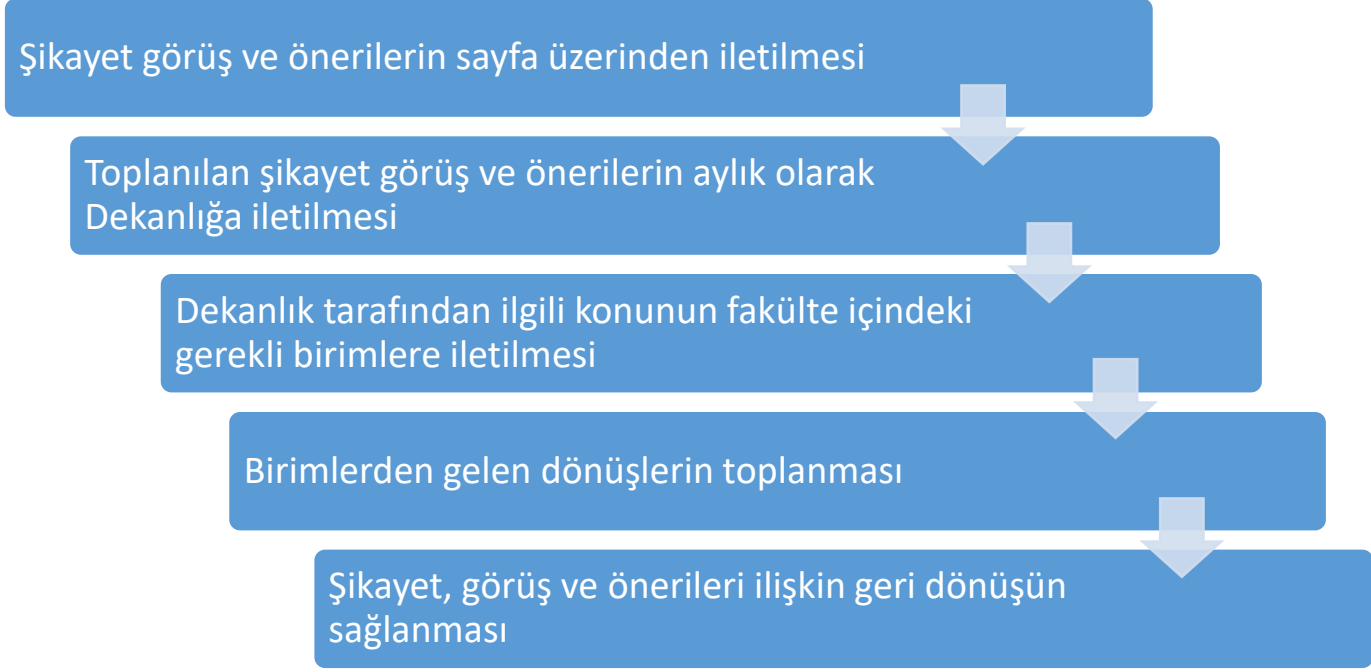 Şikayet görüş ve önerilerin sayfa üzerinden iletilmesi
Toplanılan şikayet görüş ve önerilerin aylık olarak
Dekanlığa iletilmesi
Dekanlık tarafından ilgili konunun fakülte içindeki
gerekli birimlere iletilmesi
Birimlerden gelen dönüşlerin toplanması
Şikayet, görüş ve önerileri ilişkin geri dönüşün
sağlanması